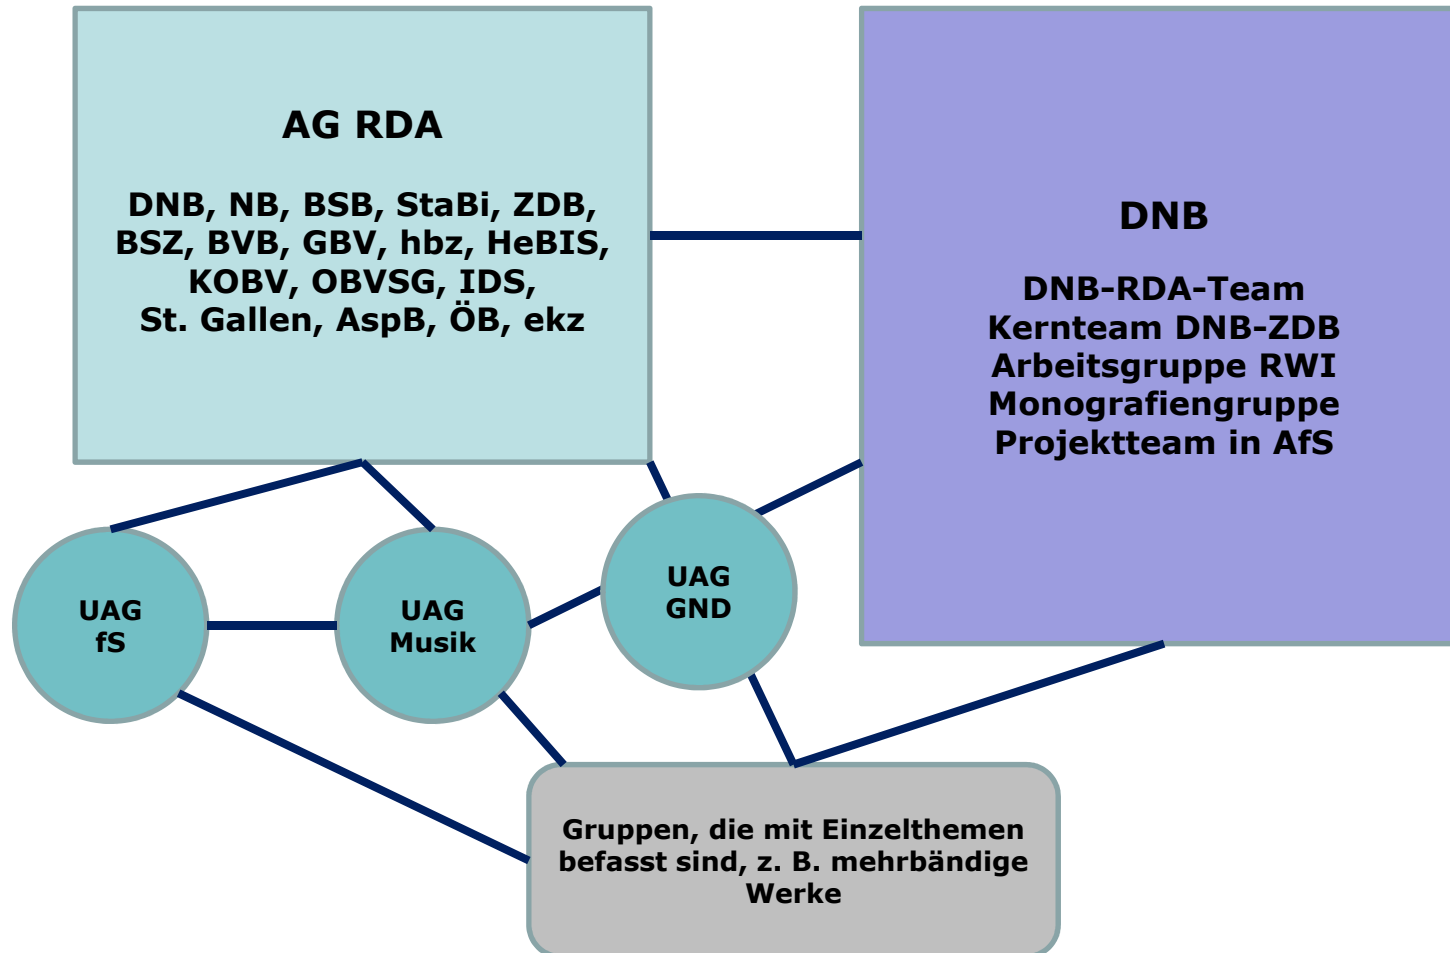 AG RDA
DNB, NB, BSB, StaBi, ZDB,
BSZ, BVB, GBV, hbz, HeBIS,
KOBV, OBVSG, IDS,
St. Gallen, AspB, ÖB, ekz
DNB
DNB-RDA-Team
Kernteam DNB-ZDB
Arbeitsgruppe RWI
Monografiengruppe
Projektteam in AfS
UAG
fS
UAG
Musik
UAG
GND
Gruppen, die mit Einzelthemen
befasst sind, z. B. mehrbändige
Werke